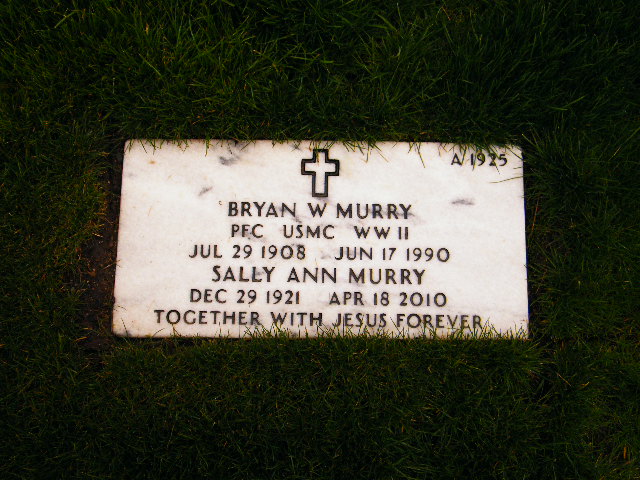 A 1925
BRYAN W MURRY
PFC USMC WW II
JUL 29 1908 JUN 17 1990
SALLY ANN MURRY
DEC 29 1921 APR 18 2010
TOGETHER WITH JESUS FOREVER